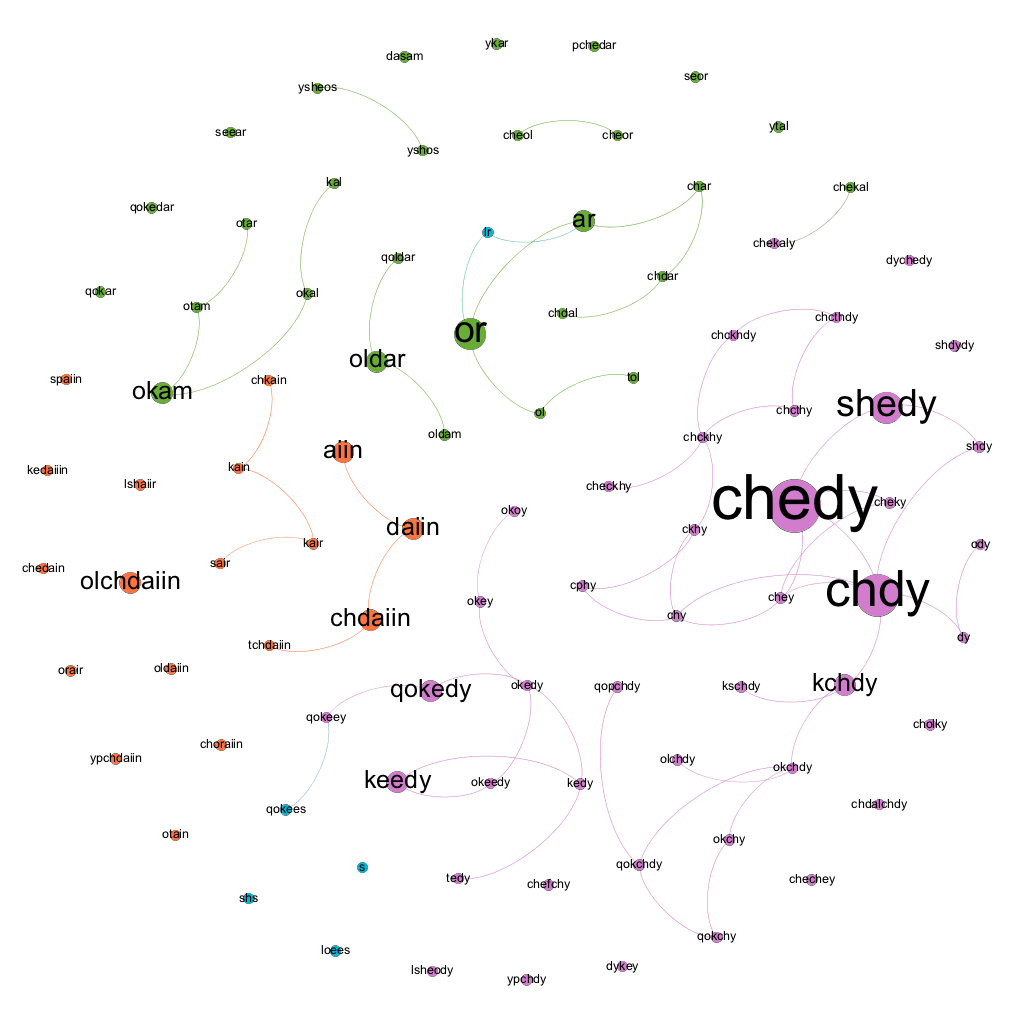 ykar
pchedar
dasam
seor
ysheos
ytal
seear
cheol
cheor
yshos
kal
char
chekal
qokedar
otar
ar
lr
chekaly
qoldar
dychedy
chdar
qokar
okal
otam
chdal
chcthdy
or
chckhdy
shdydy
oldar
spaiin
chkain
tol
okam
shedy
chcthy
ol
oldam
chckhy
shdy
aiin
kain
kedaiiin
lshaiir
checkhy
chedy
cheky
okoy
daiin
ckhy
kair
ody
sair
chedain
olchdaiin
cphy
chdy
chey
okey
chy
chdaiin
dy
tchdaiin
orair
oldaiin
qokedy
okedy
qopchdy
kschdy
kchdy
qokeey
cholky
choraiin
ypchdaiin
olchdy
okchdy
keedy
okeedy
kedy
qokees
chdalchdy
otain
okchy
qokchdy
s
tedy
chefchy
chechey
shs
qokchy
loees
lsheody
dykey
ypchdy